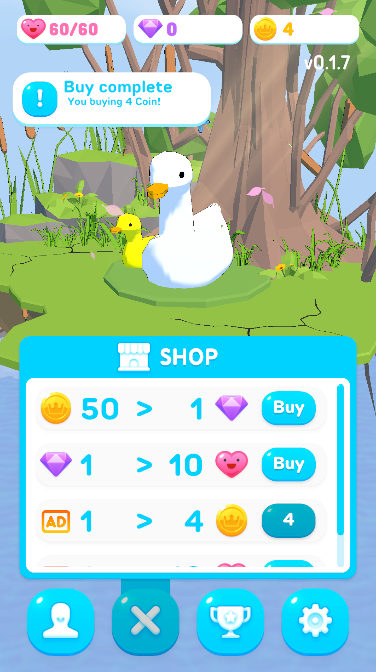 60/60
0
4
v0.1.7
!
Buy complete
You buying 4 Coin!
SHOP
50 > 1 Buy
1 > 10 Buy
AD 1 > 4 4